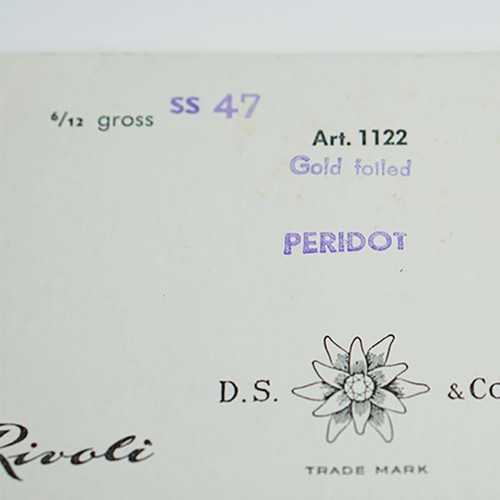 6/12 gross SS 47
Art. 1122
Gold foiled
PERIDOT
D.S. & Co
Rivoli
TRADE MARK